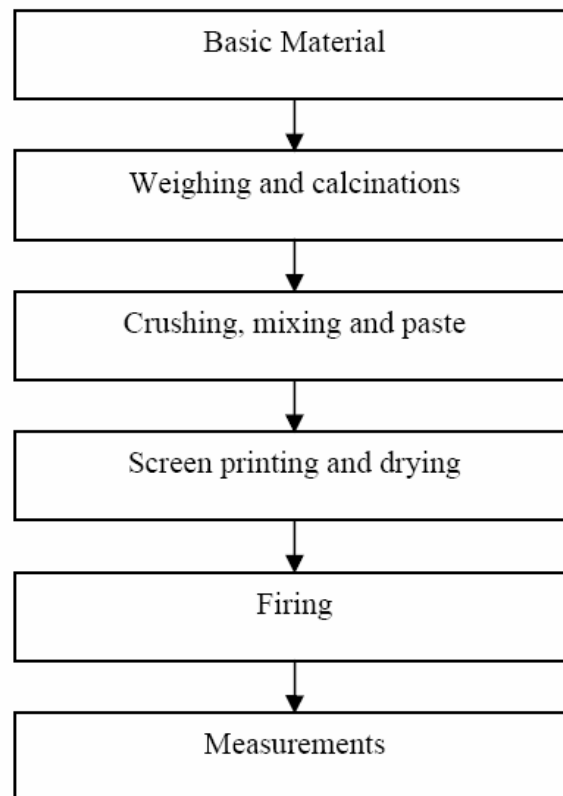 Basic Material
Weighing and calcinations
Crushing, mixing and paste
Screen printing and drying
Firing
Measurements